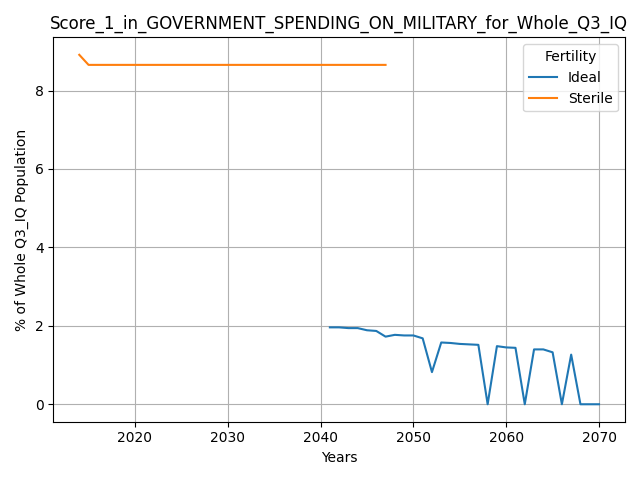 Score_1_in_GOVERNMENT_SPENDING_ON_MILITARY_for_Whole_Q3_IQ
Fertility
Ideal
Sterile
% of Whole Q3_IQ Population
8
6
4
2
0
2020 2030 2040 2050 2060 2070
Years